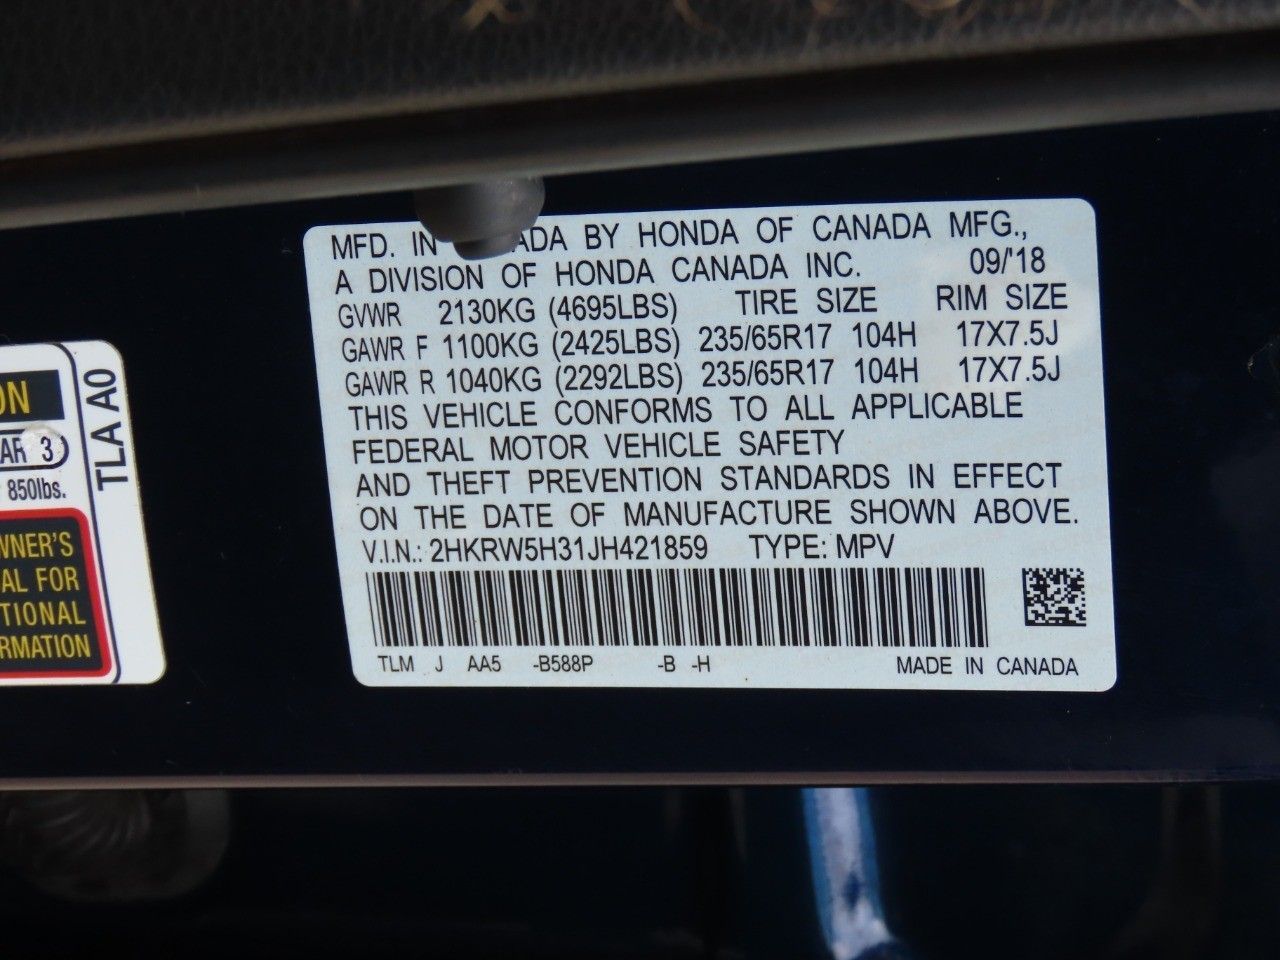 MFD. IN ADA BY HONDA OF CANADA MFG.,
A DIVISION OF HONDA CANADA INC. 09/'18
GVWR 2130KG (4695LBS) TIRE SIZE RIM SIZE
GAWR F 1100KG (2425LBS) 235/65R17 104H 17X7.5J
GAWR R 1040KG (2292LBS) 235/65R17 104H 17X7.5J
THIS VEHICLE CONFORMS TO ALL APPLICABLE
FEDERAL MOTOR VEHICLE SAFETY
AND THEFT PREVENTION STANDARDS IN EFFECT
ON THE DATE OF MANUFACTURE SHOWN ABOVE.
V.I.N.: 2HKRW5H31JH421859 TYPE: MPV
TLM J AA5 -B588P -B -H MADE IN CANADA
ON
AR 3
850lbs.
WNER'S
AL FOR
TIONAL
RMATION
TLA A0